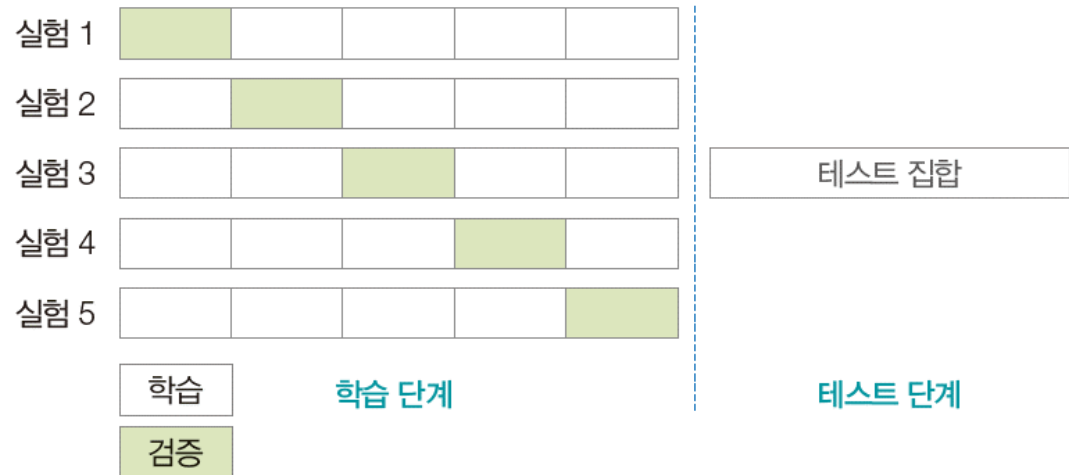 실험 1
실험 2
실험 3
테스트 집합
실험 4
실험 5
학습
학습 단계
테스트 단계
검증